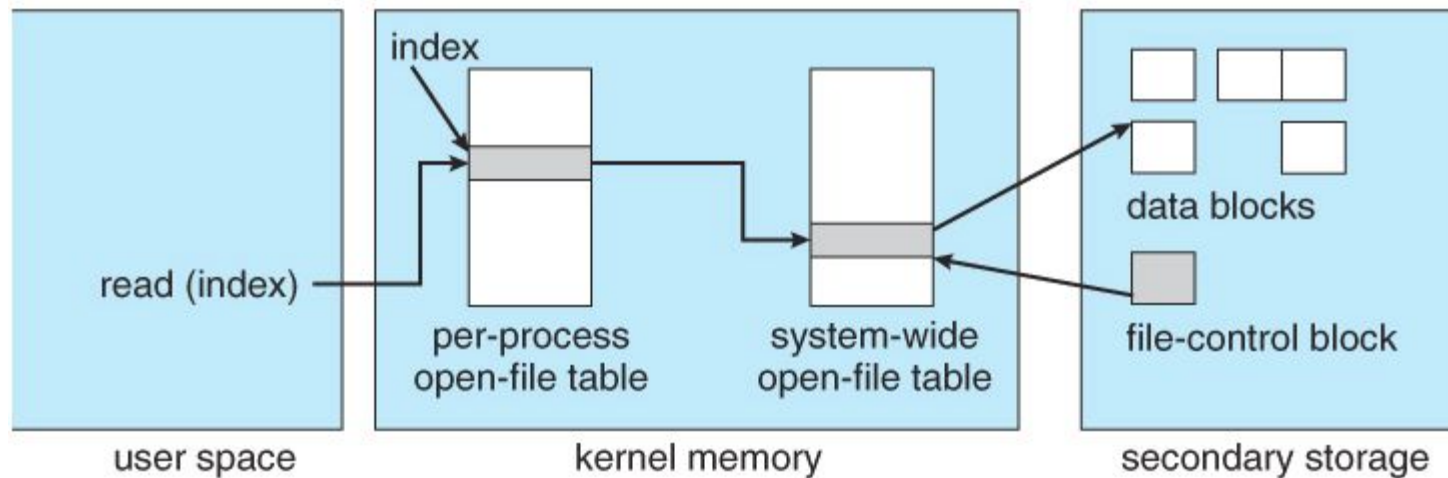 index
read (index)
per-process
open-file table
system-wide
open-file table
data blocks
file-control block
user space
kernel memory
secondary storage